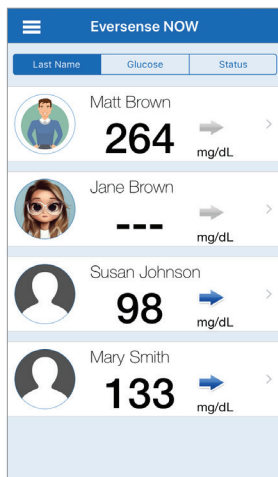 Eversense NOW
Last Name Glucose Status
Matt Brown
264
mg/dL
Jane Brown
---
mg/dL
Susan Johnson
98
mg/dL
Mary Smith
133
mg/dL